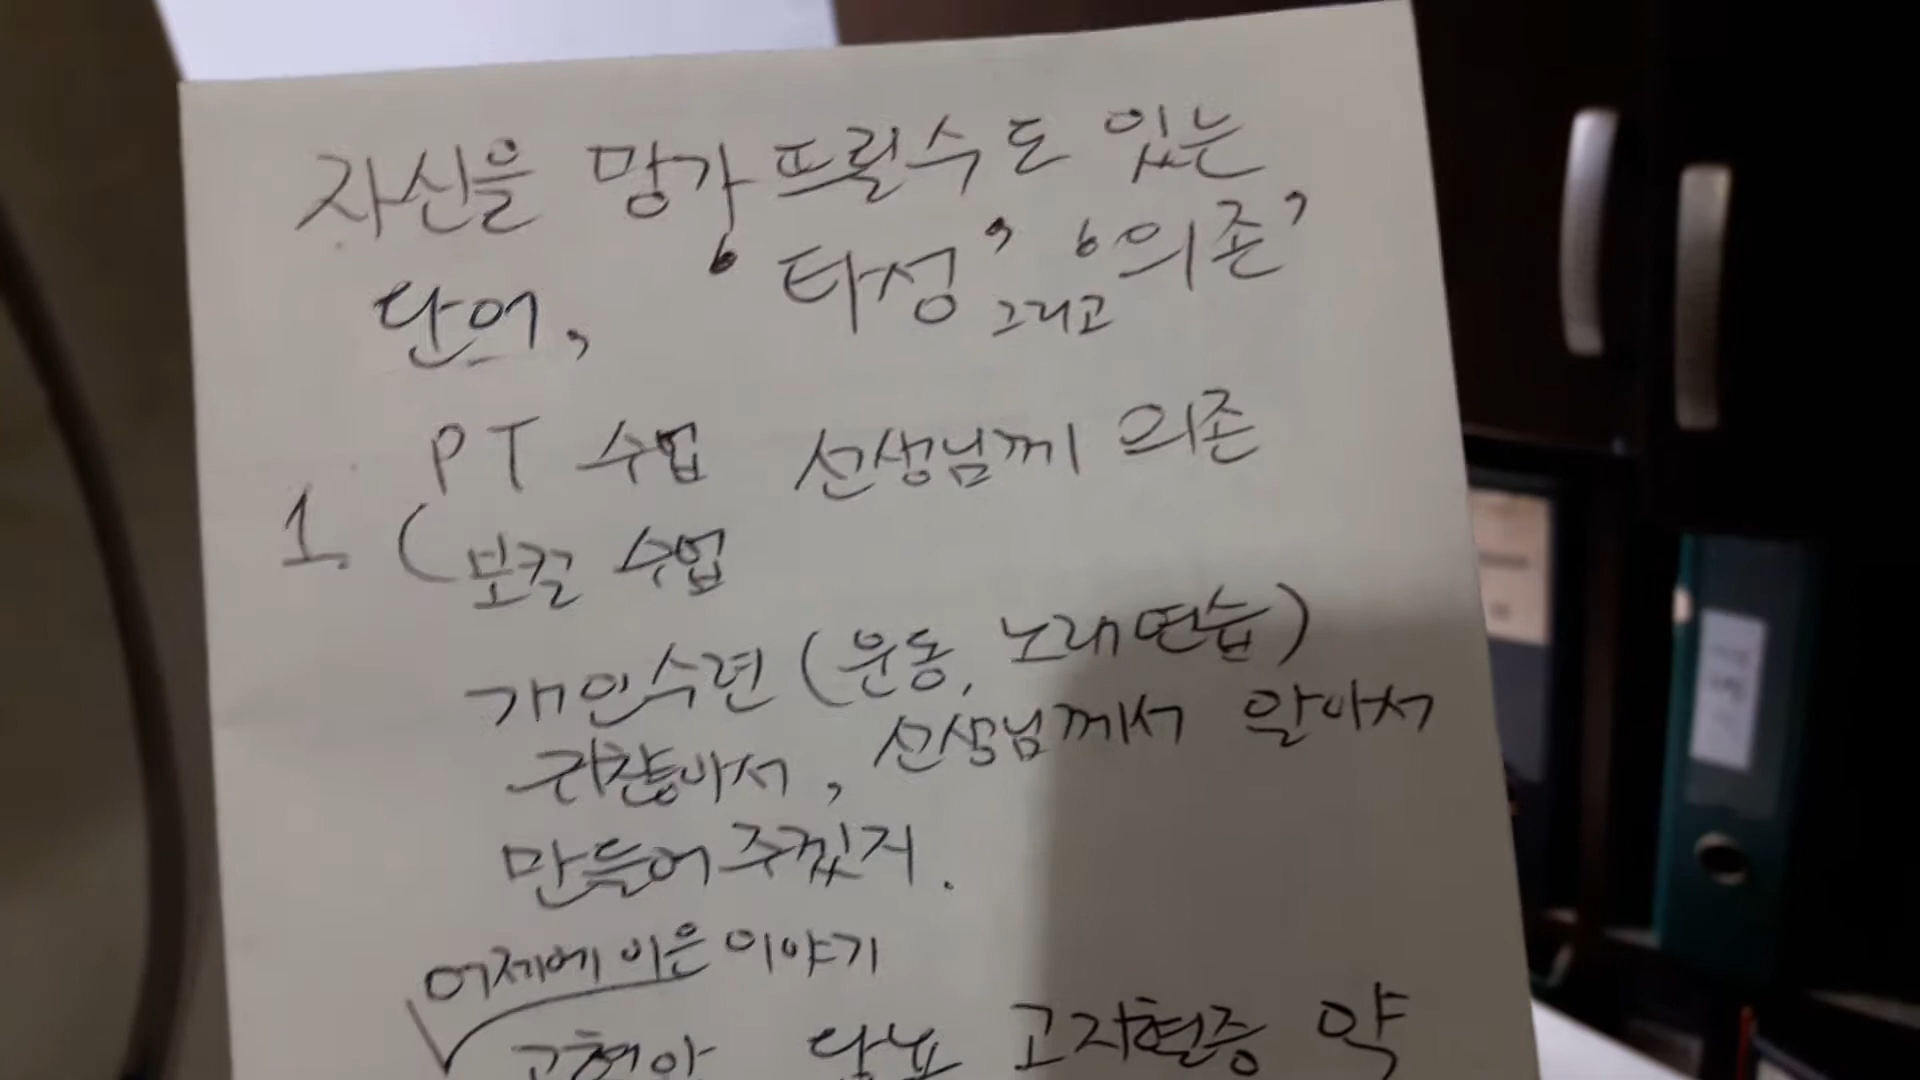 자신을 망가뜨릴수도 있는
단어, '타성' 그리고 '의존'
PT 수업 선생님께 의존
1. (보컬 수업
개인수련 (운동, 노래연습)
귀찮아서, 선생님께서 알아서
만들어주겠지.
어제에 이은 이야기
고혈압 당뇨 고지혈증 약